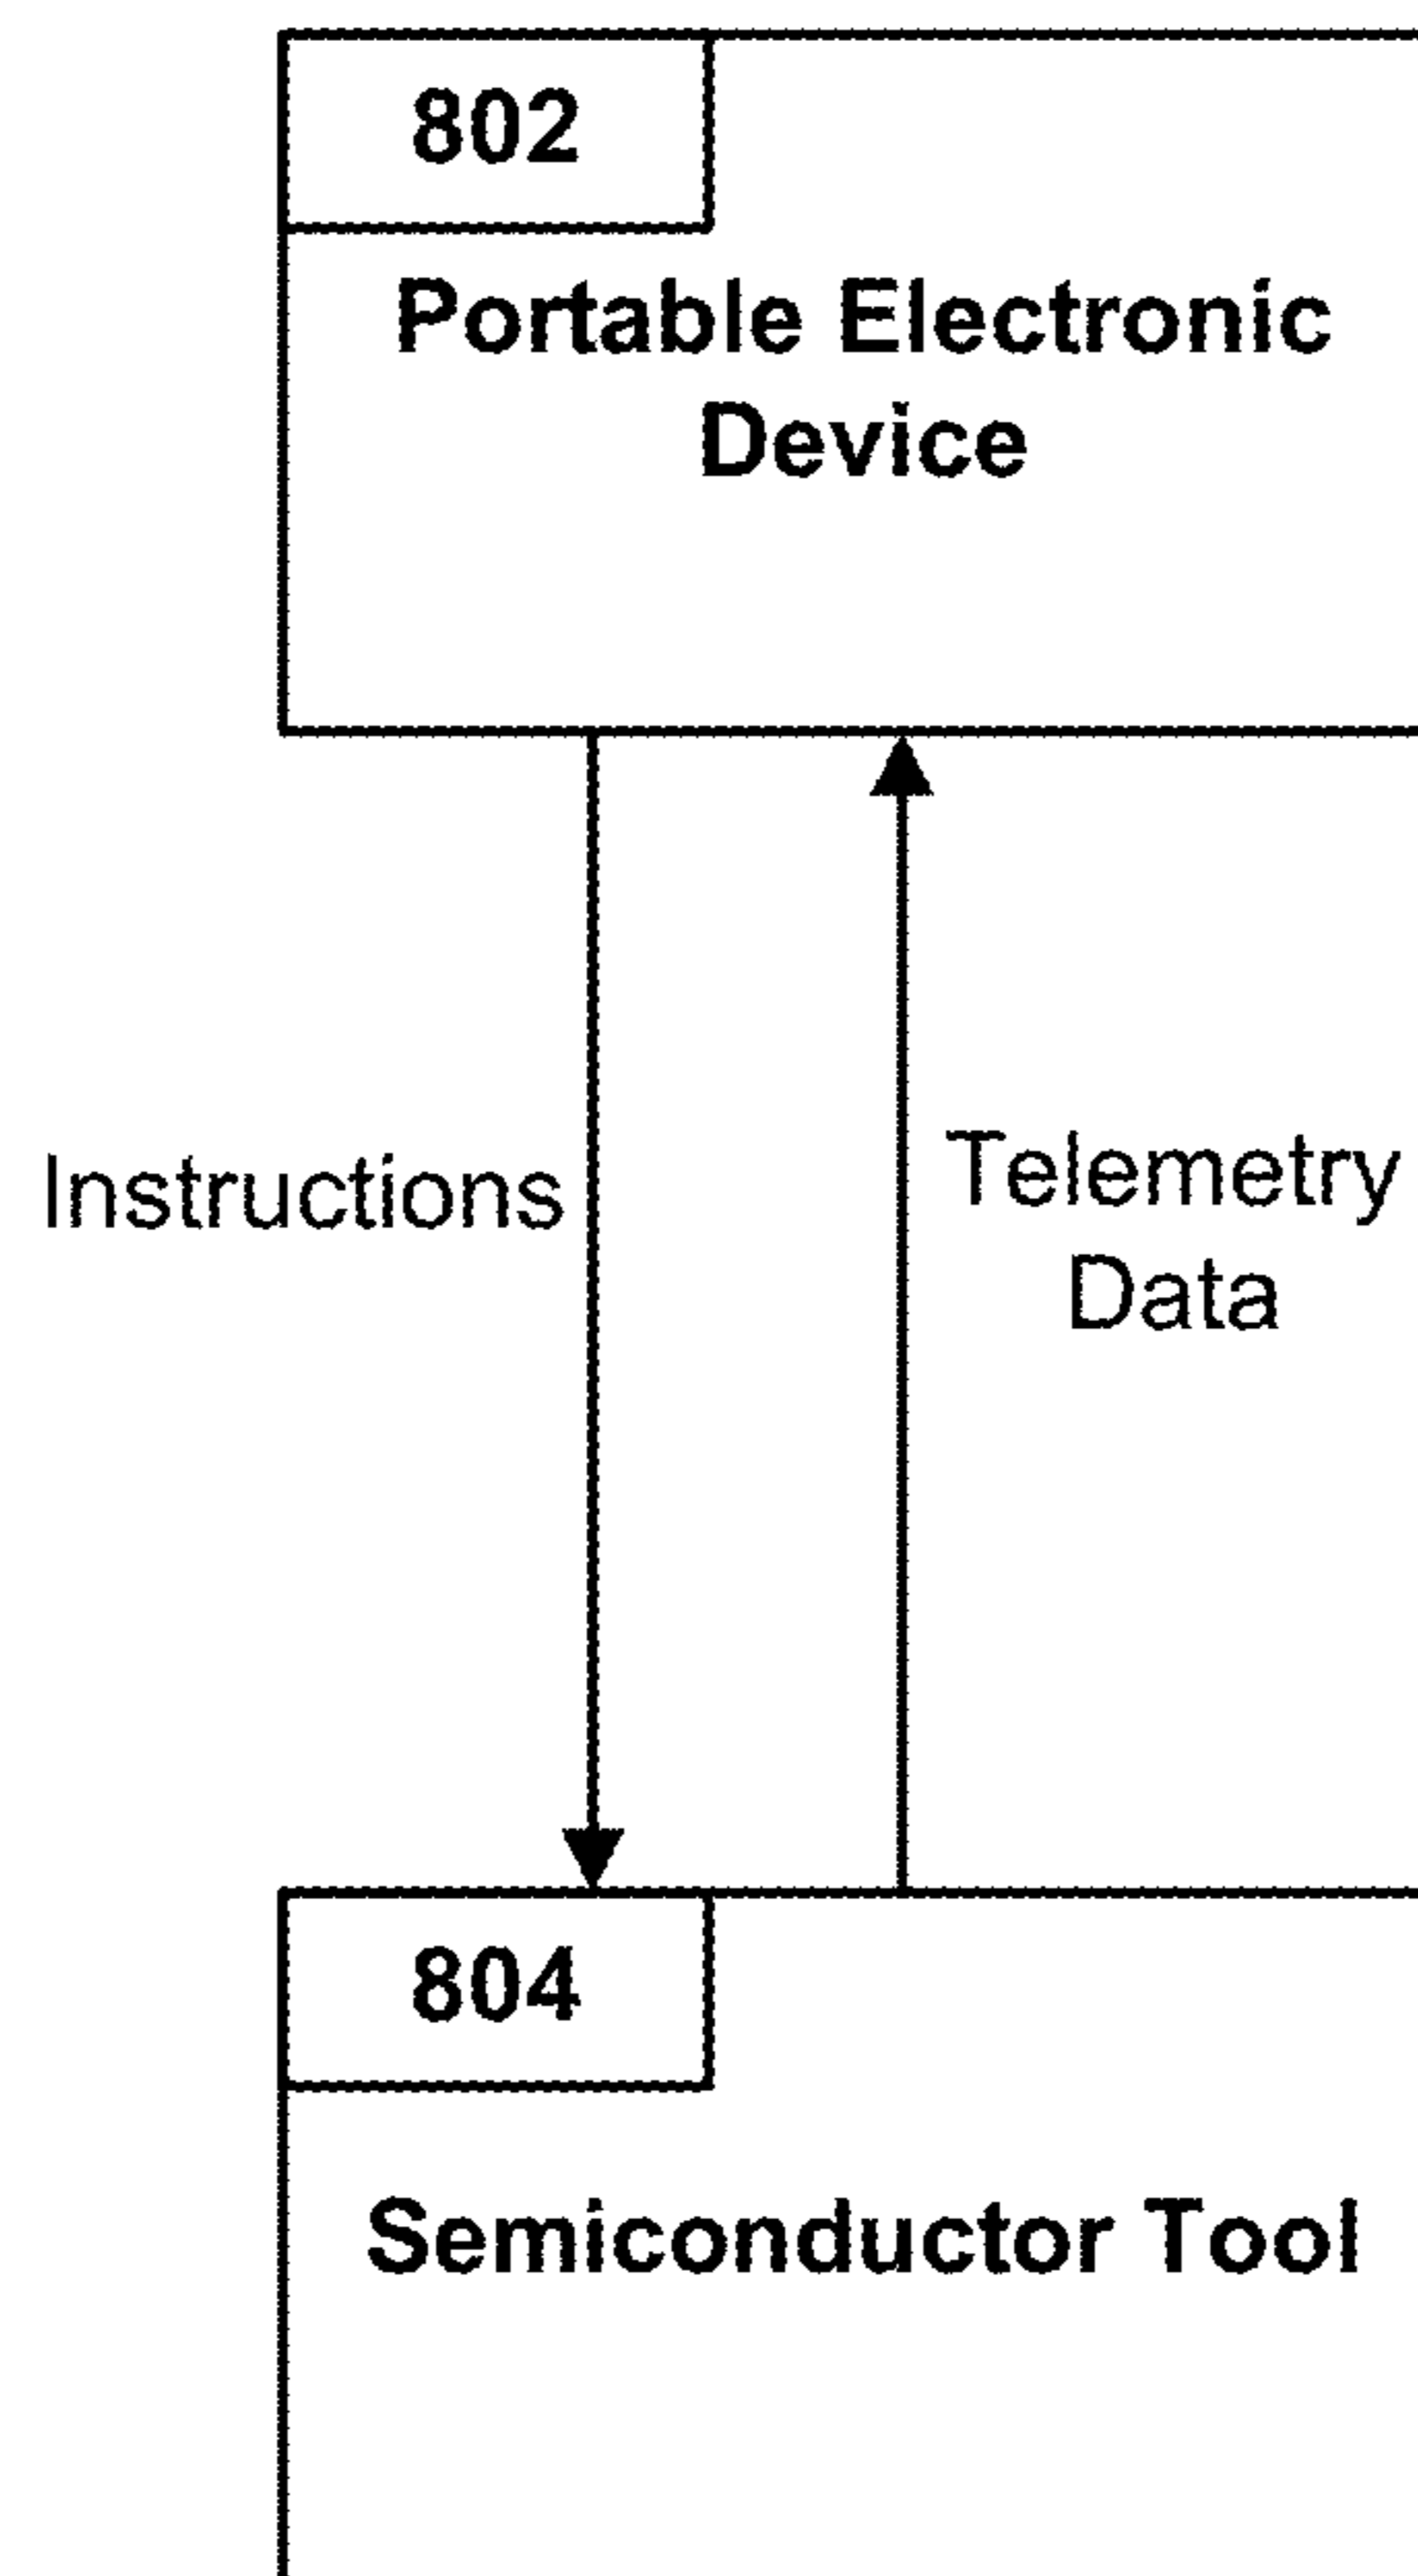 802
Portable Electronic
Device
Instructions
Telemetry
Data
804
Semiconductor Tool